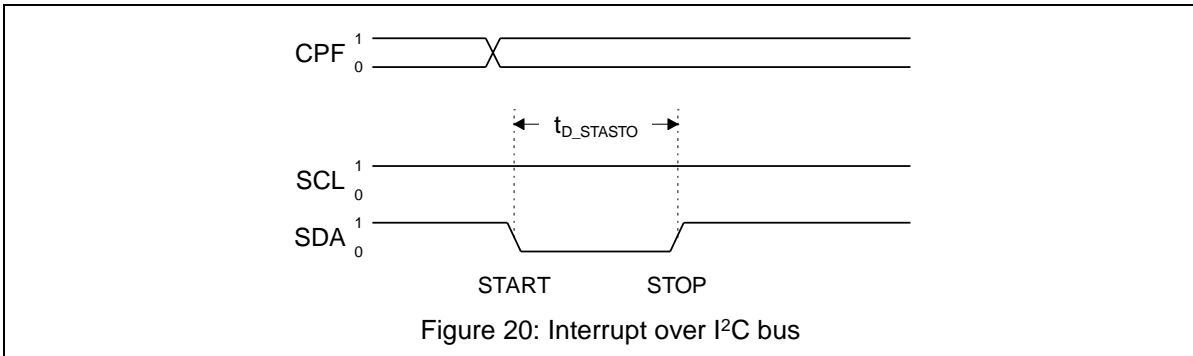 CPF 1
0
t_D_STASTO
SCL 1
0
SDA 1
0
START STOP
Figure 20: Interrupt over I²C bus